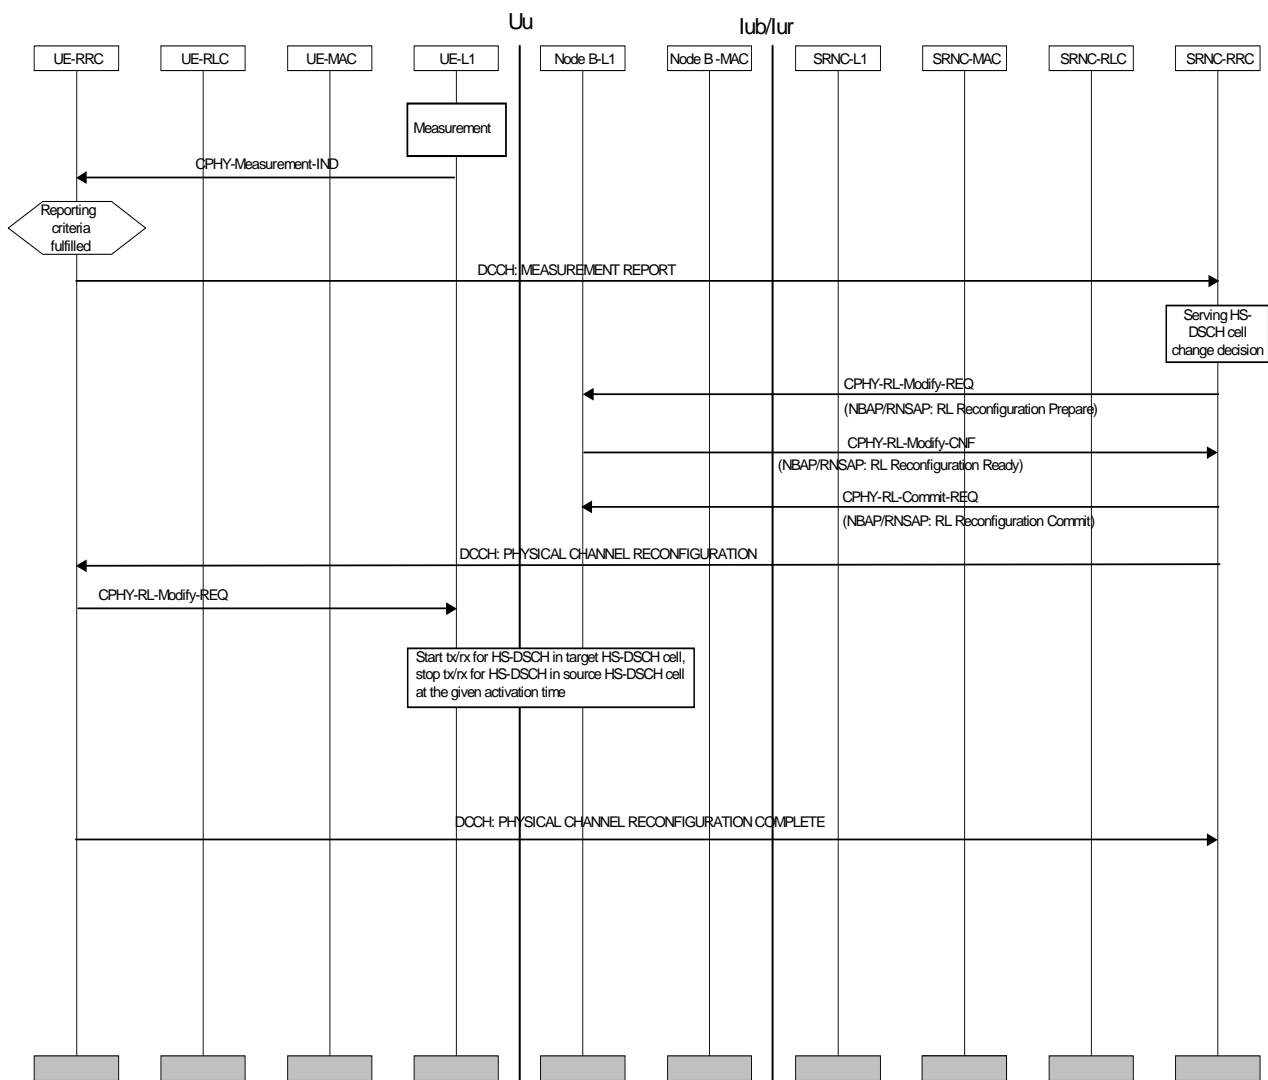 Uu
Iub/Iur
UE-RRC
UE-RLC
UE-MAC
UE-L1
Node B-L1
Node B -MAC
SRNC-L1
SRNC-MAC
SRNC-RLC
SRNC-RRC
Measurement
CPHY-Measurement-IND
Reporting
criteria
fulfilled
DCCH: MEASUREMENT REPORT
Serving HS-
DSCH cell
change decision
CPHY-RL-Modify-REQ
(NBAP/RNSAP: RL Reconfiguration Prepare)
CPHY-RL-Modify-CNF
(NBAP/RNSAP: RL Reconfiguration Ready)
CPHY-RL-Commit-REQ
(NBAP/RNSAP: RL Reconfiguration Commit)
DCCH: PHYSICAL CHANNEL RECONFIGURATION
CPHY-RL-Modify-REQ
Start tx/rx for HS-DSCH in target HS-DSCH cell,
stop tx/rx for HS-DSCH in source HS-DSCH cell
at the given activation time
DCCH: PHYSICAL CHANNEL RECONFIGURATION COMPLETE